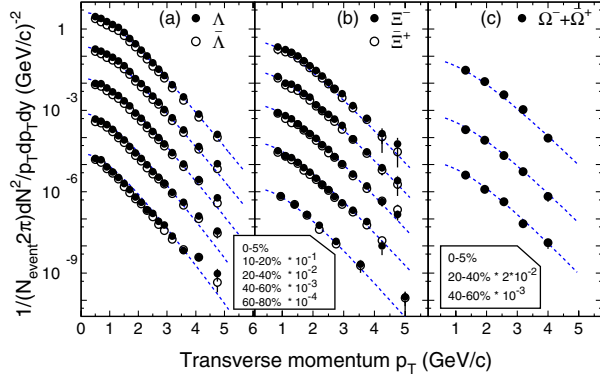 (a) ● Λ
○ Λ̄
(b) ● Ξ⁻
○ Ξ̄⁺
(c) ● Ω⁻+Ω̄⁺
1/(N_event 2π)dN²/p_T dp_T dy (GeV/c)⁻²
1
10⁻³
10⁻⁶
10⁻⁹
0-5%
10-20% * 10⁻¹
20-40% * 10⁻²
40-60% * 10⁻³
60-80% * 10⁻⁴
0-5%
20-40% * 2*10⁻²
40-60% * 10⁻³
0 1 2 3 4 5 1 2 3 4 5 0 1 2 3 4 5 6
Transverse momentum p_T (GeV/c)